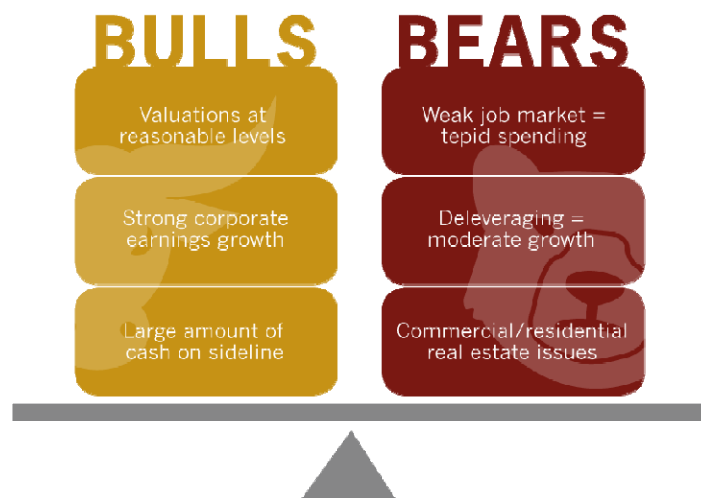 BULLS
Valuations at
reasonable levels
Strong corporate
earnings growth
Large amount of
cash on sideline
BEARS
Weak job market =
tepid spending
Deleveraging =
moderate growth
Commercial/residential
real estate issues